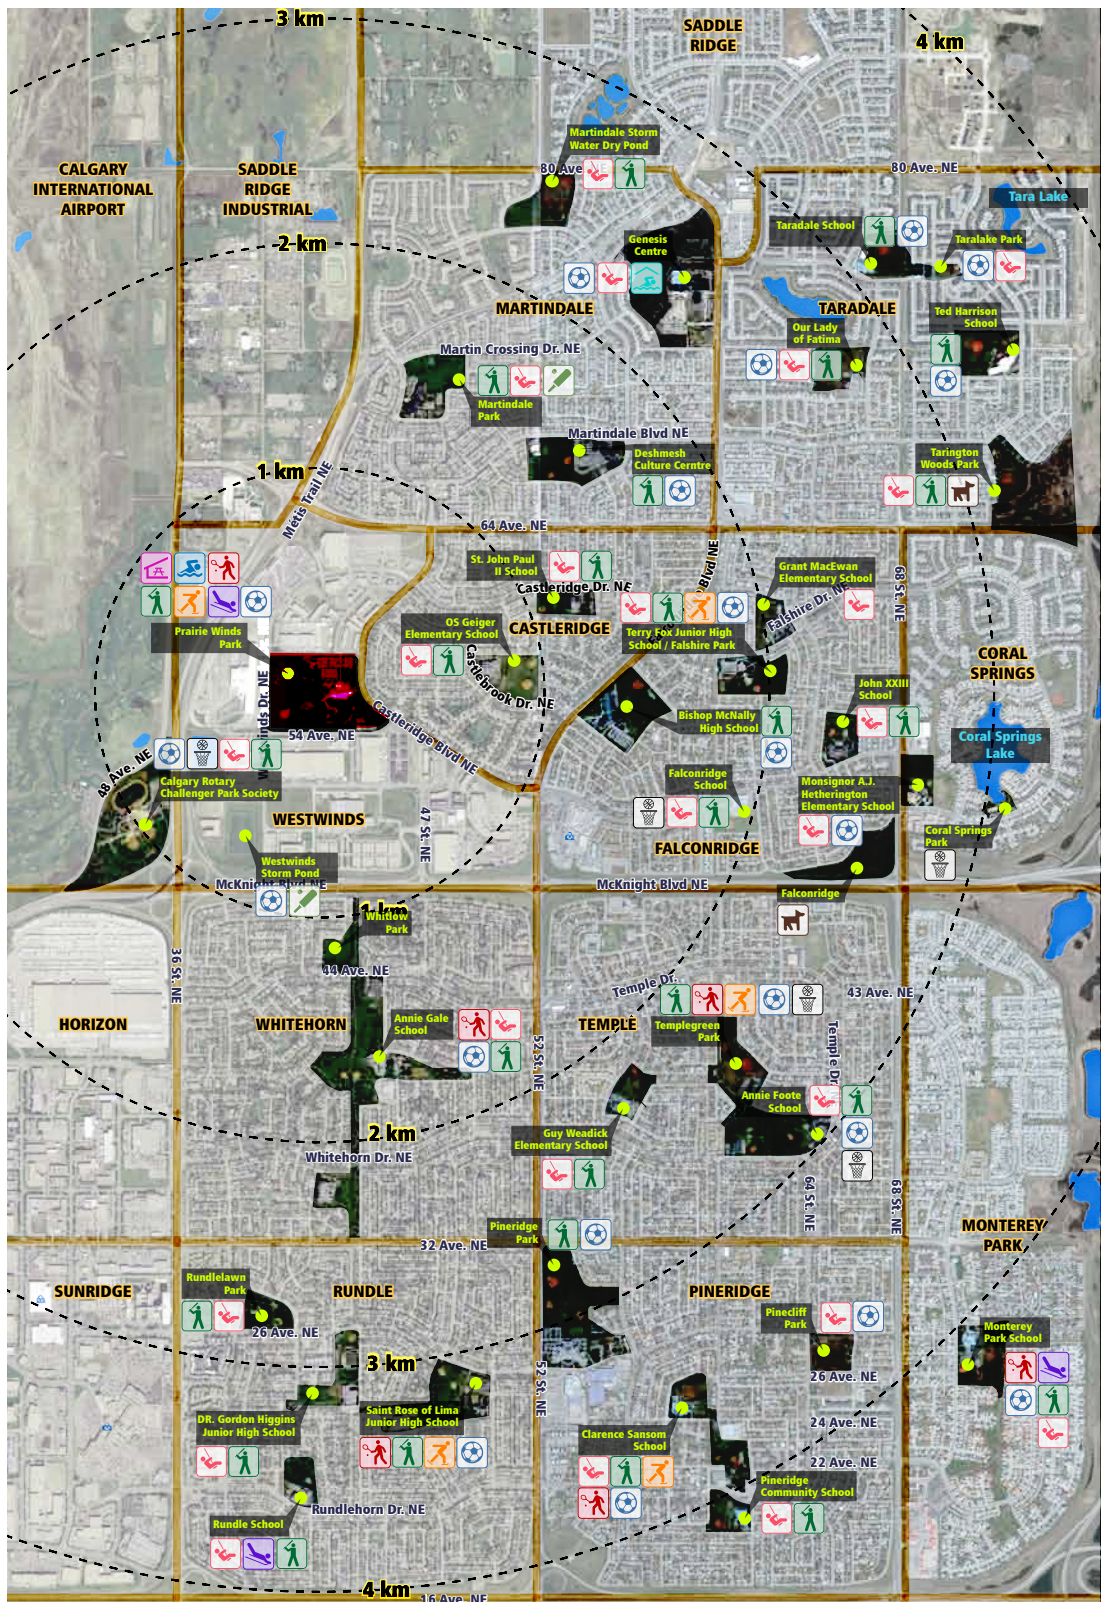 3 km
SADDLE
RIDGE
4 km
Martindale Storm
Water Dry Pond
80 Ave. NE
80 Ave. NE
CALGARY
INTERNATIONAL
AIRPORT
SADDLE
RIDGE
INDUSTRIAL
Tara Lake
Taradale School
Taralake Park
2 km
Genesis
Centre
MARTINDALE
TARADALE
Ted Harrison
School
Our Lady
of Fatima
Martin Crossing Dr. NE
Martindale
Park
Martindale Blvd NE
Deshmesh
Culture Cerntre
Tarington
Woods Park
1 km
Métis Trail NE
64 Ave. NE
St. John Paul
II School
Castleridge Dr. NE
Blvd NE
Grant MacEwan
Elementary School
Falshire Dr. NE
68 St. NE
Prairie Winds
Park
OS Geiger
Elementary School
CASTLERIDGE
Terry Fox Junior High
School / Falshire Park
CORAL
SPRINGS
Castlebrook Dr. NE
John XXIII
School
inds Dr. NE
54 Ave. NE
Castleridge Blvd NE
Bishop McNally
High School
Coral Springs
Lake
48 Ave. NE
Calgary Rotary
Challenger Park Society
Falconridge
School
Monsignor A.J.
Hetherington
Elementary School
WESTWINDS
47 St. NE
Coral Springs
Park
FALCONRIDGE
Westwinds
Storm Pond
McKnight Blvd NE
McKnight Blvd NE
Falconridge
1 km
Whitlow
Park
44 Ave. NE
36 St. NE
Temple Dr.
43 Ave. NE
HORIZON
WHITEHORN
Annie Gale
School
TEMPLE
Templegreen
Park
52 St. NE
Temple Dr.
Annie Foote
School
2 km
Guy Weadick
Elementary School
Whitehorn Dr. NE
64 St. NE
68 St. NE
Pineridge
Park
32 Ave. NE
MONTEREY
PARK
Rundlelawn
Park
SUNRIDGE
RUNDLE
PINERIDGE
Pinecliff
Park
26 Ave. NE
Monterey
Park School
3 km
52 St. NE
26 Ave. NE
DR. Gordon Higgins
Junior High School
Saint Rose of Lima
Junior High School
24 Ave. NE
Clarence Sansom
School
22 Ave. NE
Pineridge
Community School
Rundlehorn Dr. NE
Rundle School
4 km
16 Ave. NE